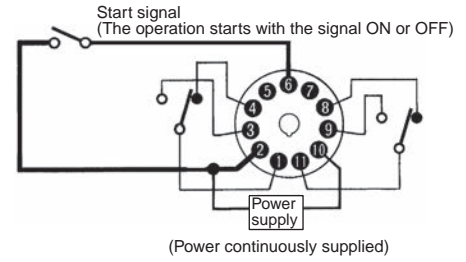 Start signal
(The operation starts with the signal ON or OFF)
5 6 7
4 8
3 9
2 10
1 11
Power
supply
(Power continuously supplied)